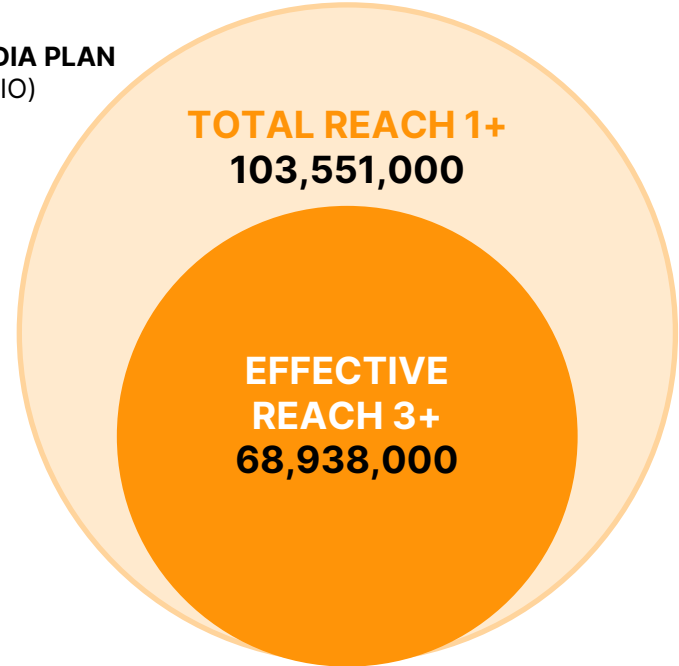 DIA PLAN
IO)
TOTAL REACH 1+
103,551,000
EFFECTIVE
REACH 3+
68,938,000